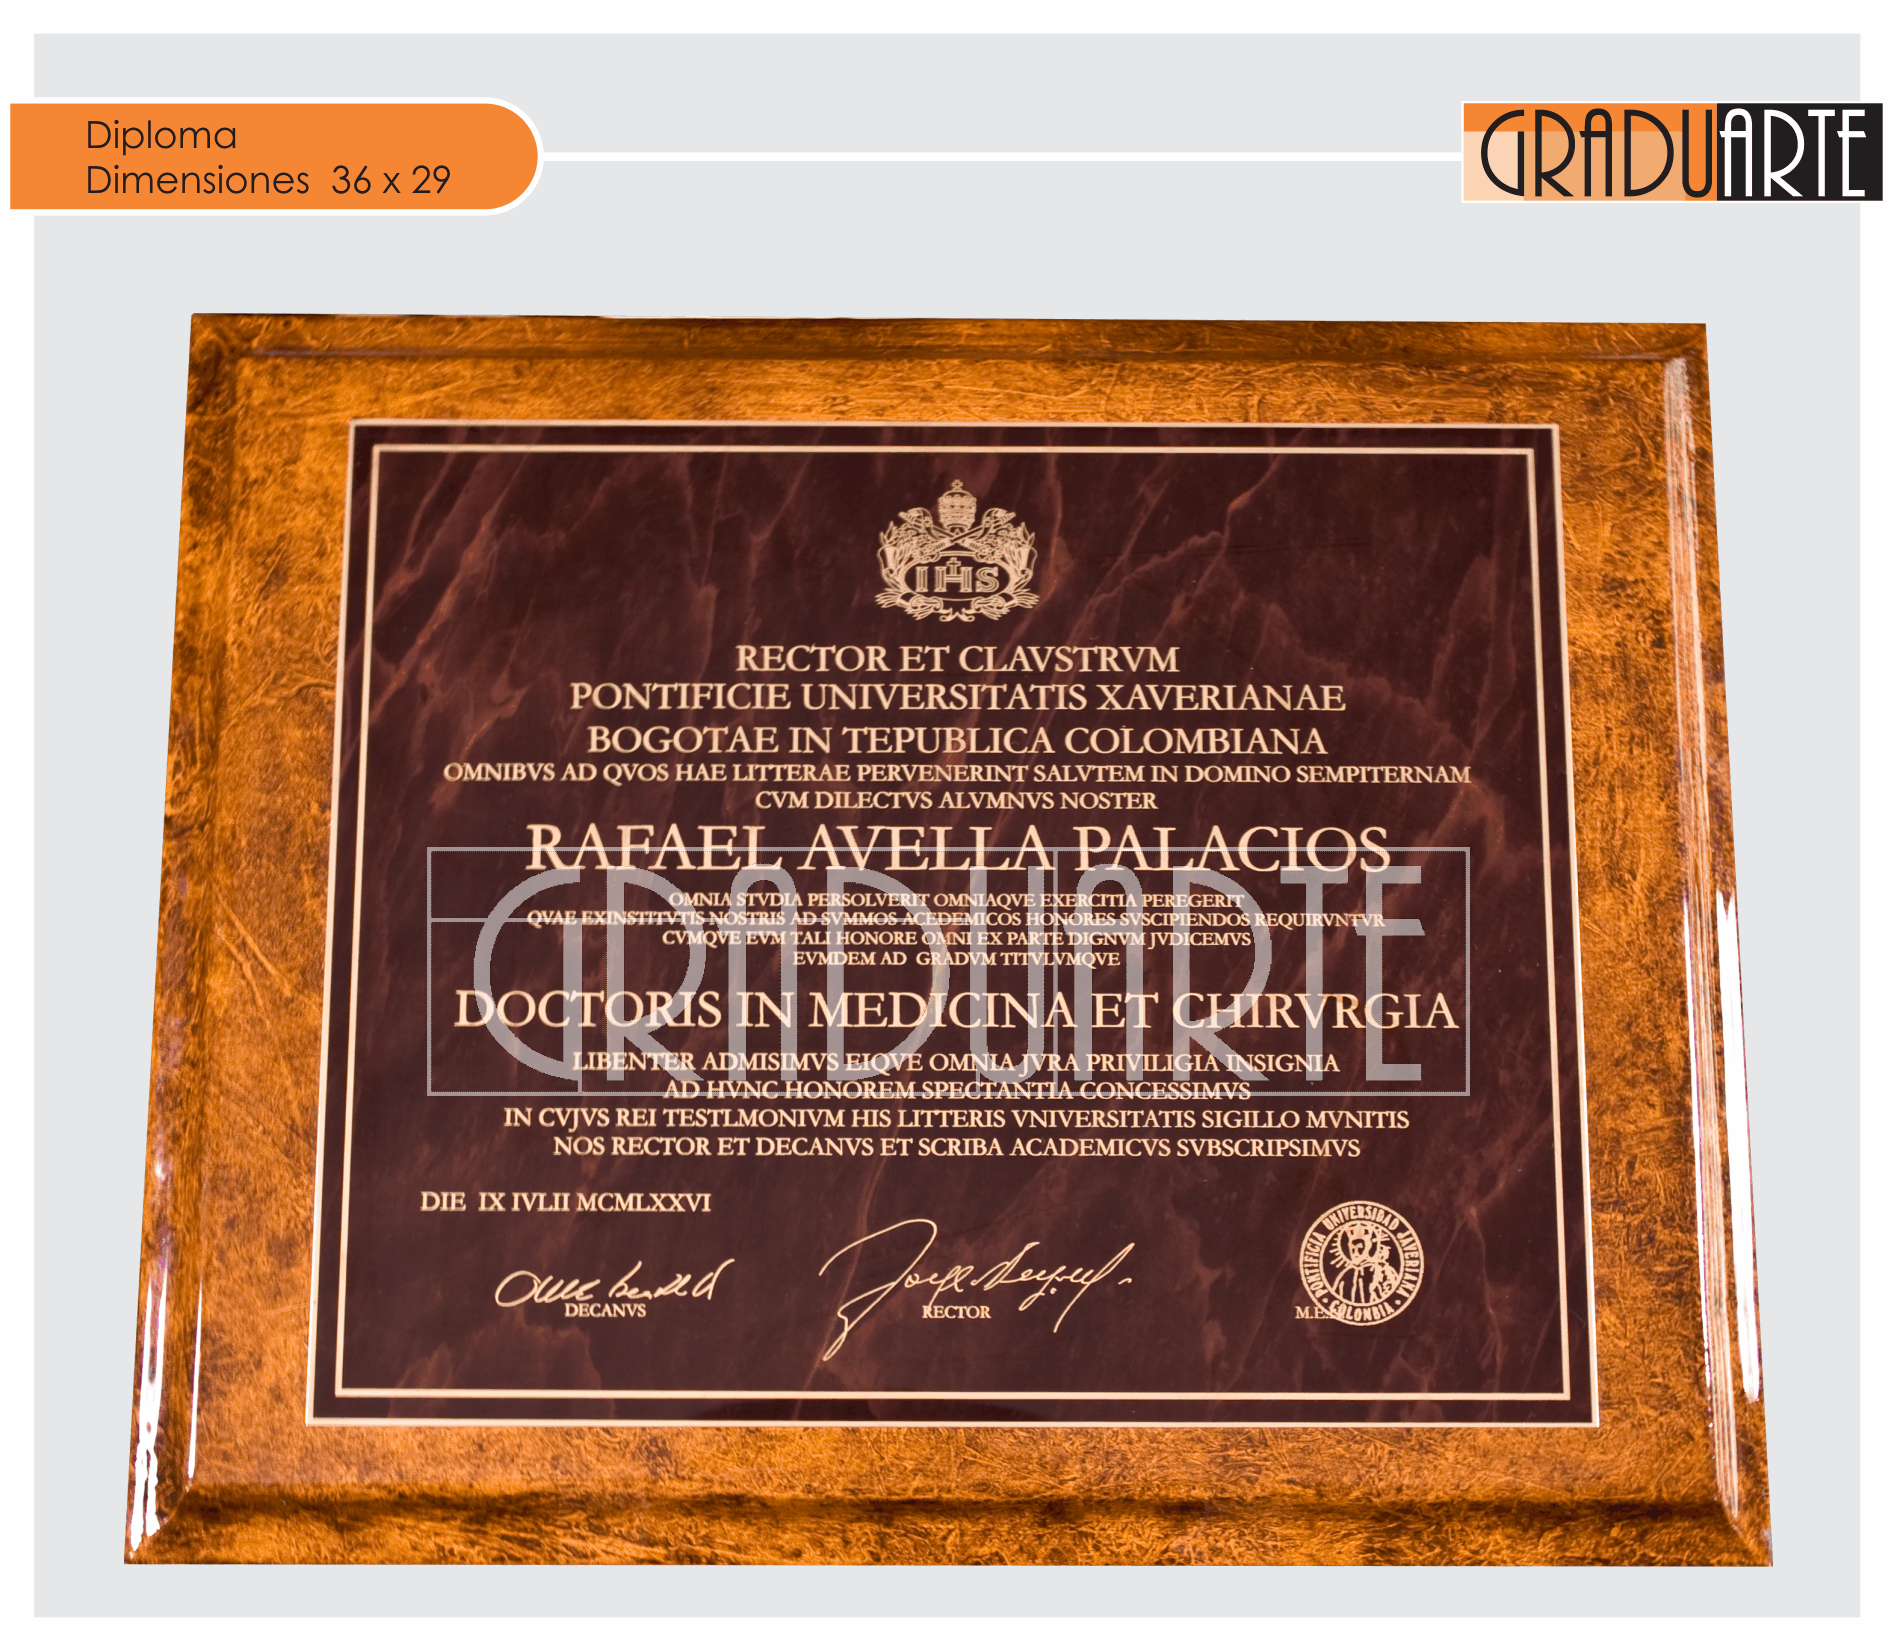 Diploma
Dimensiones 36 x 29
GRADUARTE
IHS
RECTOR ET CLAVSTRVM
PONTIFICIE UNIVERSITATIS XAVERIANAE
BOGOTAE IN TEPUBLICA COLOMBIANA
OMNIBVS AD QVOS HAE LITTERAE PERVENERINT SALVTEM IN DOMINO SEMPITERNAM
CVM DILECTVS ALVMNVS NOSTER
RAFAEL AVELLA PALACIOS
OMNIA STVDIA PERSOLVERIT OMNIAQVE EXERCITIA PEREGERIT
QVAE EXINSTITVTIS NOSTRIS AD SVMMOS ACEDEMICOS HONORES SVSCIPIENDOS REQUIRVNTVR
CVMQVE EVM TALI HONORE OMNI EX PARTE DIGNVM JVDICEMVS
EVMDEM AD GRADVM TITVLVMQVE
GRADUARTE
DOCTORIS IN MEDICINA ET CHIRVRGIA
LIBENTER ADMISIMVS EIQVE OMNIA JVRA PRIVILIGIA INSIGNIA
AD HVNC HONOREM SPECTANTIA CONCESSIMVS
IN CVJVS REI TESTLMONIVM HIS LITTERIS VNIVERSITATIS SIGILLO MVNITIS
NOS RECTOR ET DECANVS ET SCRIBA ACADEMICVS SVBSCRIPSIMVS
DIE IX IVLII MCMLXXVI
DECANVS
RECTOR
PONTIFICIA UNIVERSIDAD JAVERIANA
COLOMBIA